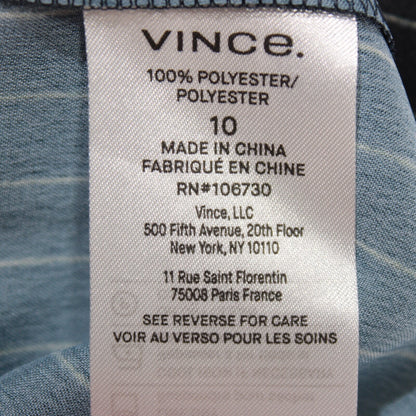 VINCE.
100% POLYESTER/
POLYESTER
10
MADE IN CHINA
FABRIQUÉ EN CHINE
RN#106730
Vince, LLC
500 Fifth Avenue, 20th Floor
New York, NY 10110
11 Rue Saint Florentin
75008 Paris France
SEE REVERSE FOR CARE
VOIR AU VERSO POUR LES SOINS